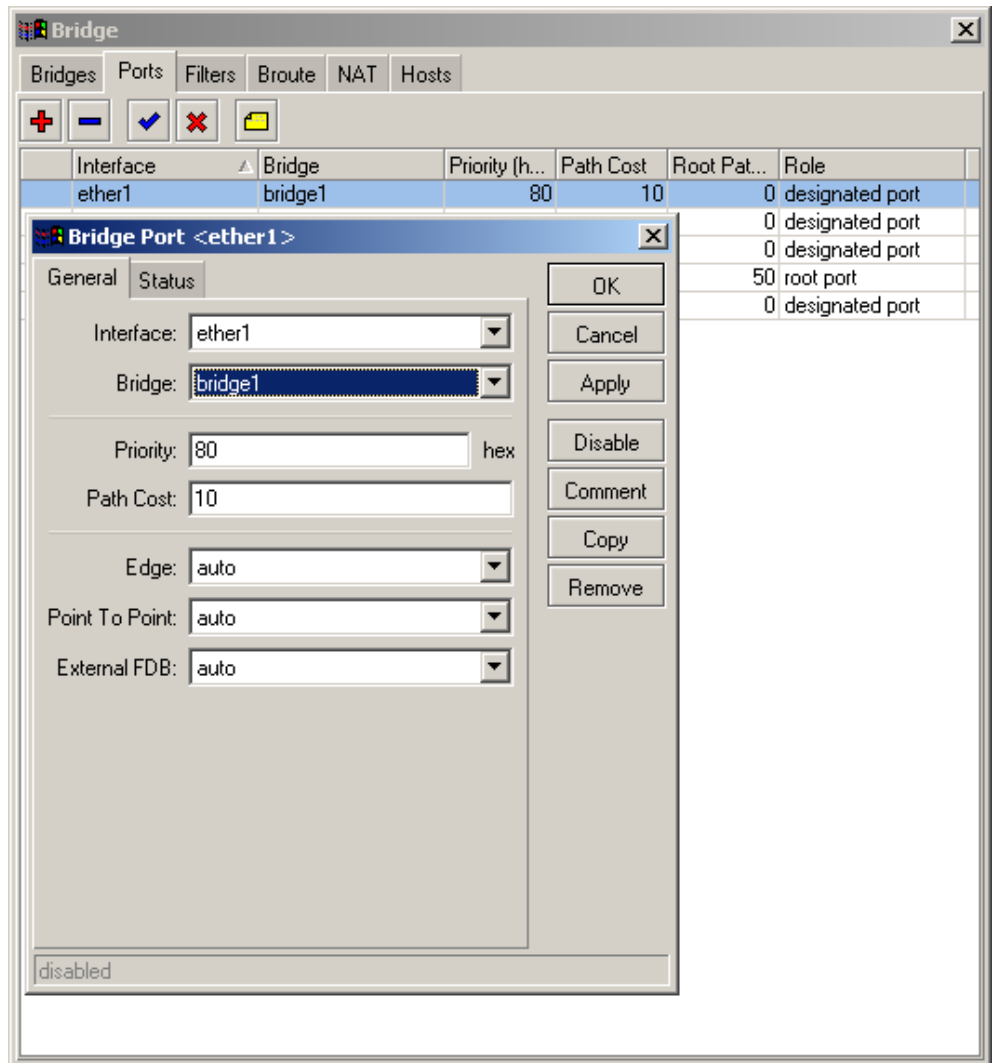 Bridge
Bridges Ports Filters Broute NAT Hosts
Interface Bridge Priority (h... Path Cost Root Pat... Role
ether1 bridge1 80 10 0 designated port
0 designated port
0 designated port
50 root port
0 designated port
Bridge Port <ether1>
General Status
Interface: ether1
Bridge: bridge1
Priority: 80 hex
Path Cost: 10
Edge: auto
Point To Point: auto
External FDB: auto
OK
Cancel
Apply
Disable
Comment
Copy
Remove
disabled